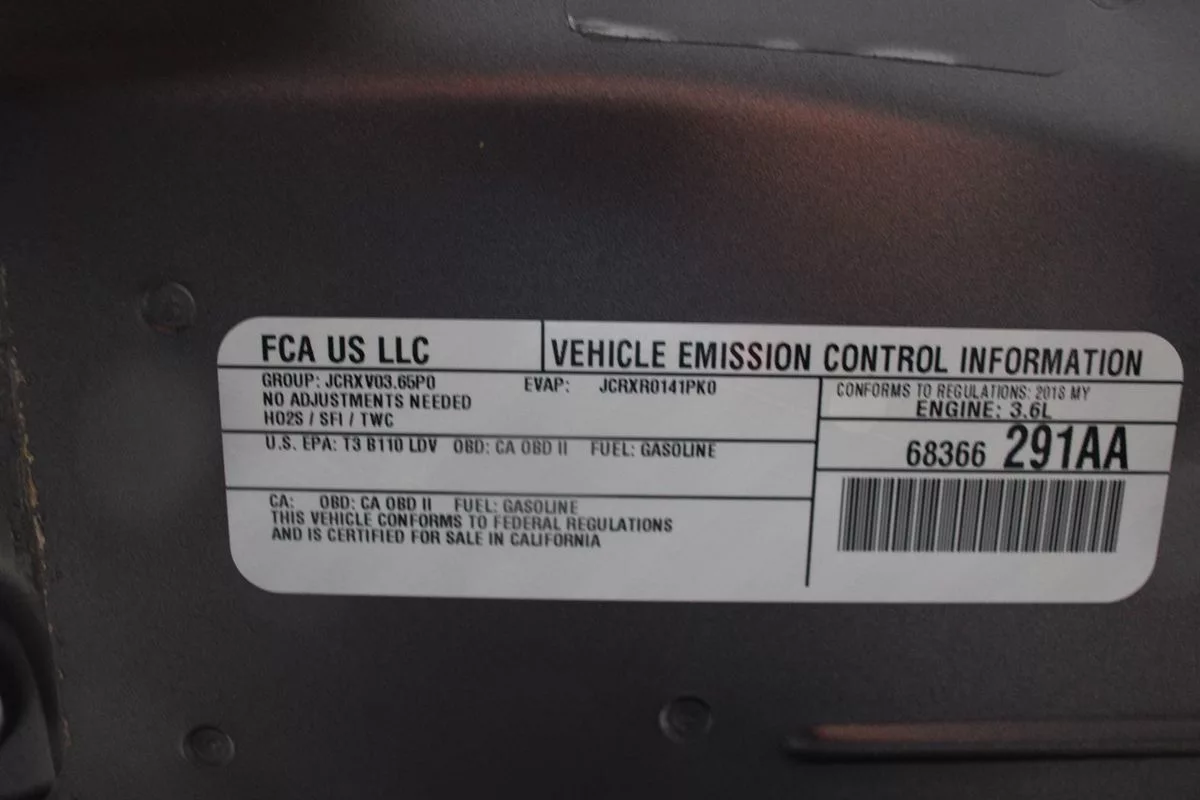 FCA US LLC
VEHICLE EMISSION CONTROL INFORMATION
GROUP: JCRXV03.65P0
EVAP: JCRXR0141PK0
NO ADJUSTMENTS NEEDED
HO2S / SFI / TWC
CONFORMS TO REGULATIONS: 2018 MY
ENGINE: 3.6L
U.S. EPA: T3 B110 LDV OBD: CA OBD II FUEL: GASOLINE
68366 291AA
CA: OBD: CA OBD II FUEL: GASOLINE
THIS VEHICLE CONFORMS TO FEDERAL REGULATIONS
AND IS CERTIFIED FOR SALE IN CALIFORNIA